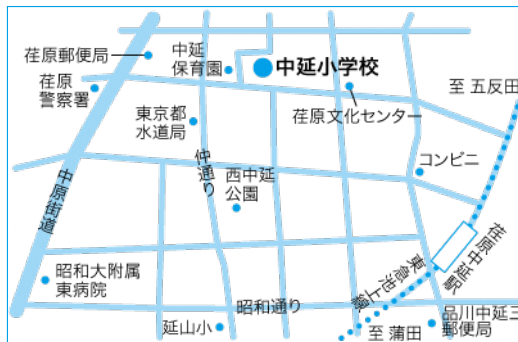 荏原郵便局
中延
保育園
中延小学校
荏原
警察署
至 五反田
東京都
水道局
荏原文化センター
仲通り
コンビニ
中原街道
西中延
公園
荏原中延駅
昭和大附属
東病院
東急池上線
昭和通り
品川中延三
郵便局
延山小
至 蒲田